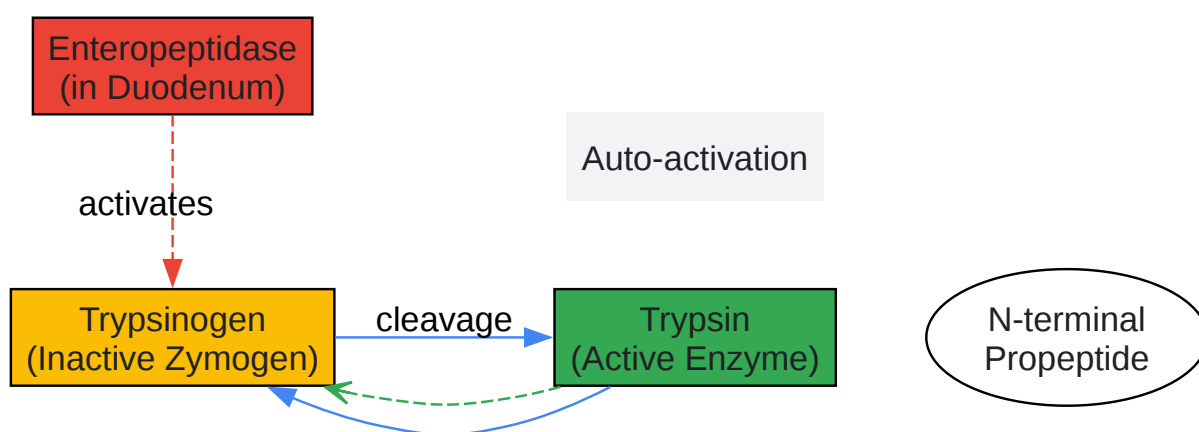 Enteropeptidase
(in Duodenum)
Auto-activation
activates
Trypsinogen
(Inactive Zymogen)
cleavage
Trypsin
(Active Enzyme)
N-terminal
Propeptide